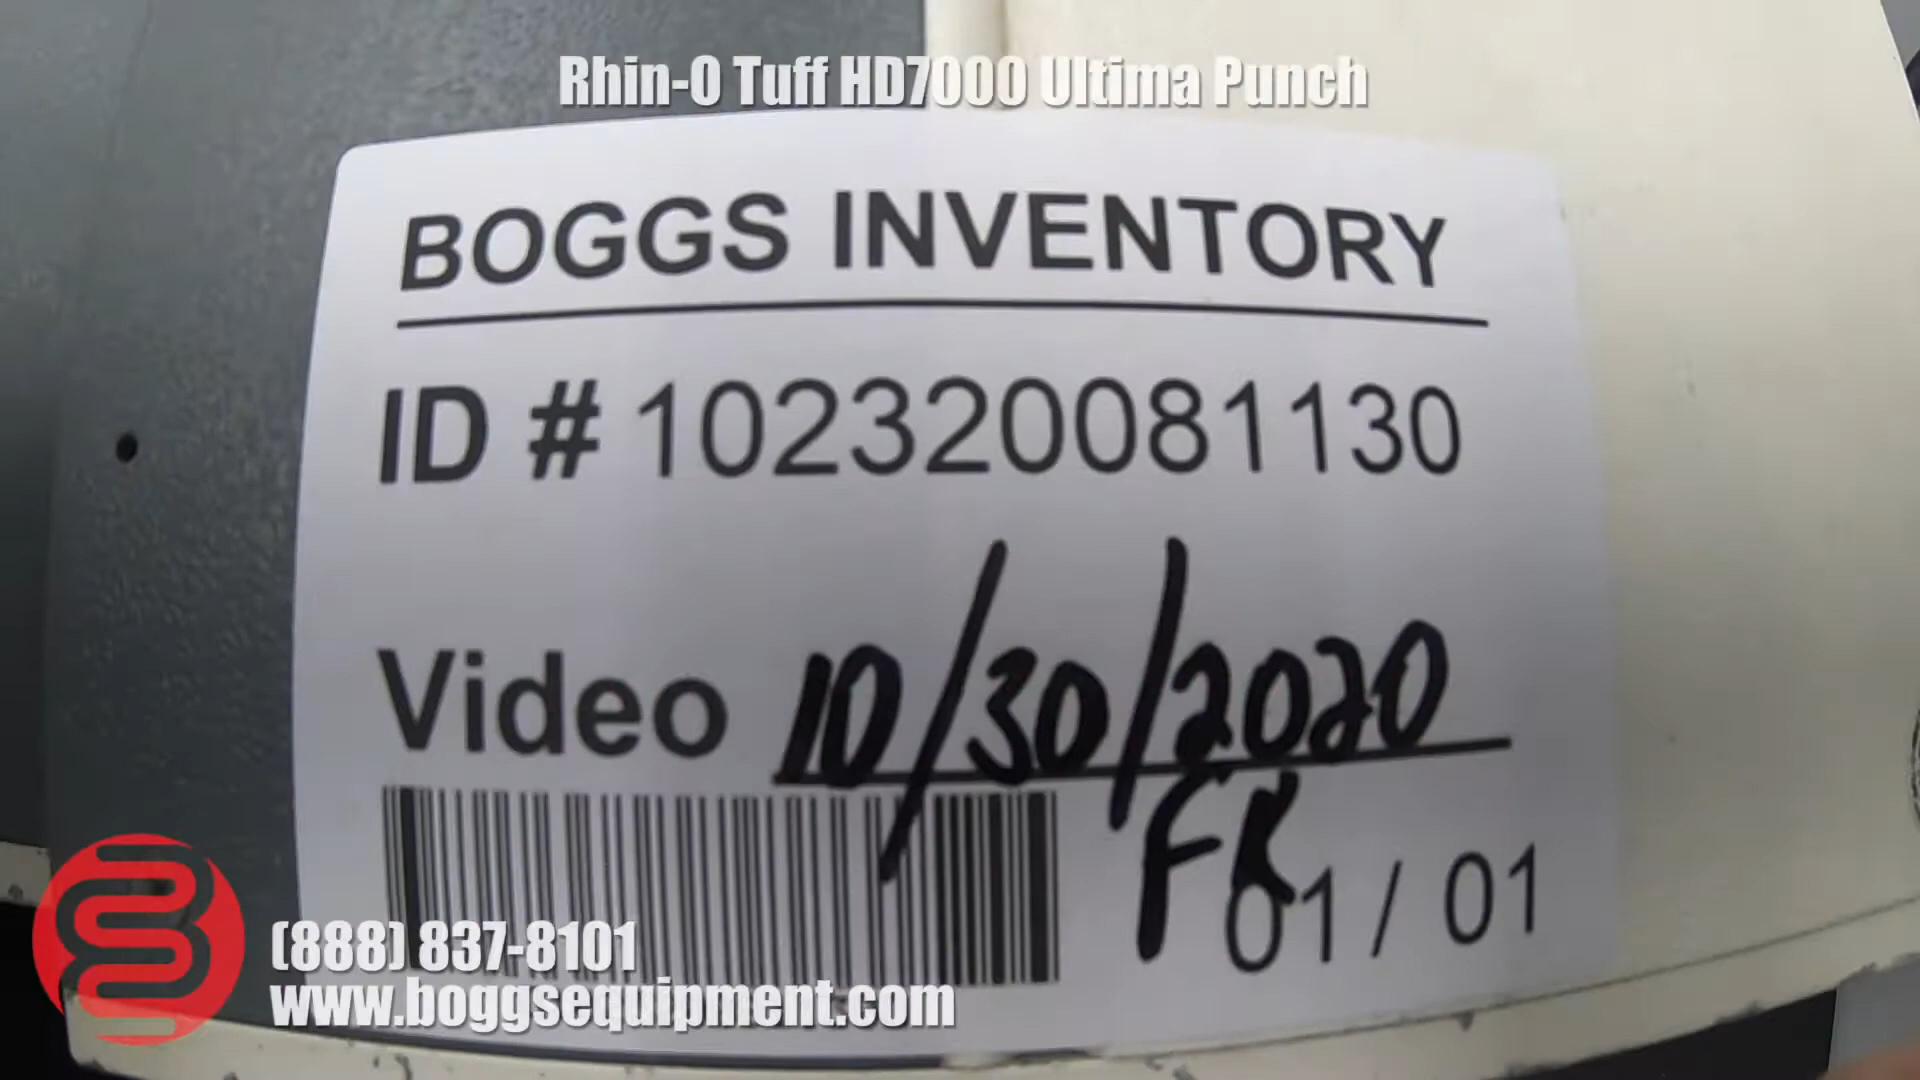 Rhin-O Tuff HD7000 Ultima Punch
BOGGS INVENTORY
ID # 102320081130
Video 10/30/2020
FR
01 / 01
(888) 837-8101
www.boggsequipment.com